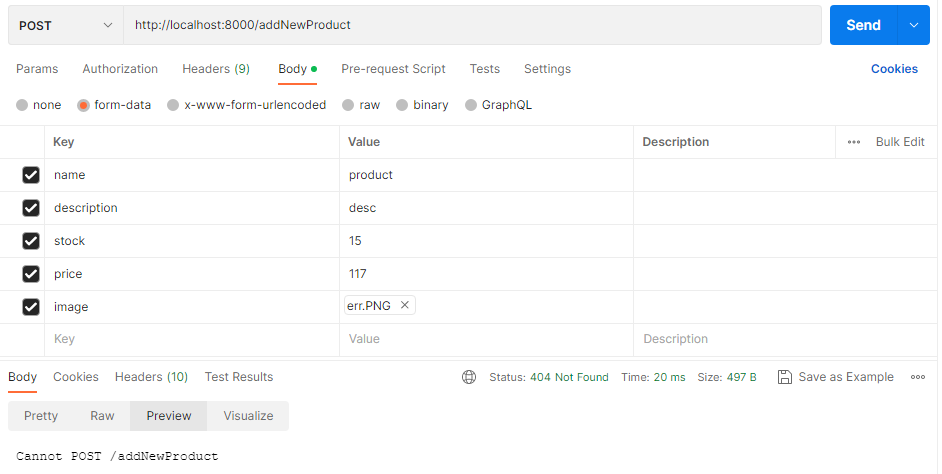 POST http://localhost:8000/addNewProduct Send
Params Authorization Headers (9) Body Pre-request Script Tests Settings Cookies
none form-data x-www-form-urlencoded raw binary GraphQL
Key Value Description Bulk Edit
name product
description desc
stock 15
price 117
image err.PNG
Key Value Description
Body Cookies Headers (10) Test Results Status: 404 Not Found Time: 20 ms Size: 497 B Save as Example
Pretty Raw Preview Visualize
Cannot POST /addNewProduct